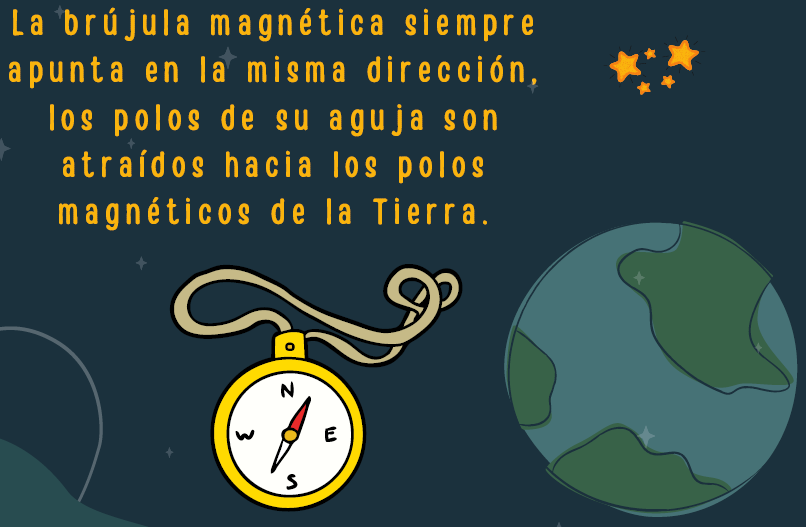 La brújula magnética siempre
apunta en la misma dirección,
los polos de su aguja son
atraídos hacia los polos
magnéticos de la Tierra.
N
W E
S